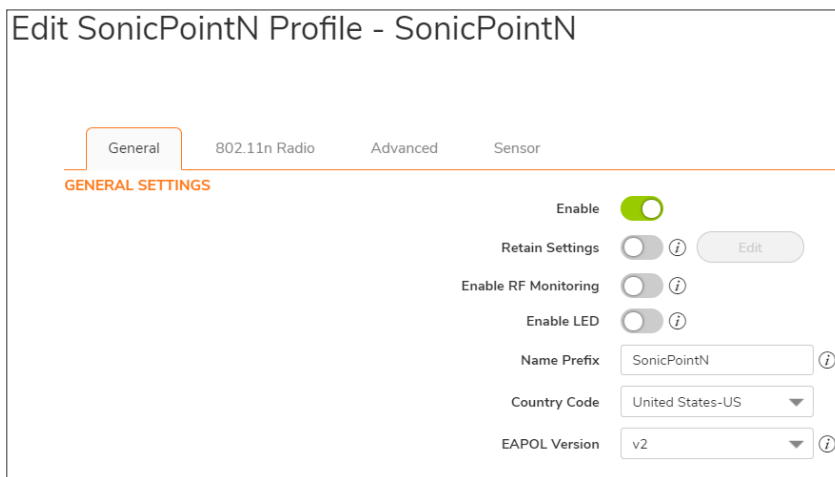 Edit SonicPointN Profile - SonicPointN
General 802.11n Radio Advanced Sensor
GENERAL SETTINGS
Enable
Retain Settings i Edit
Enable RF Monitoring i
Enable LED i
Name Prefix SonicPointN i
Country Code United States-US
EAPOL Version v2 i